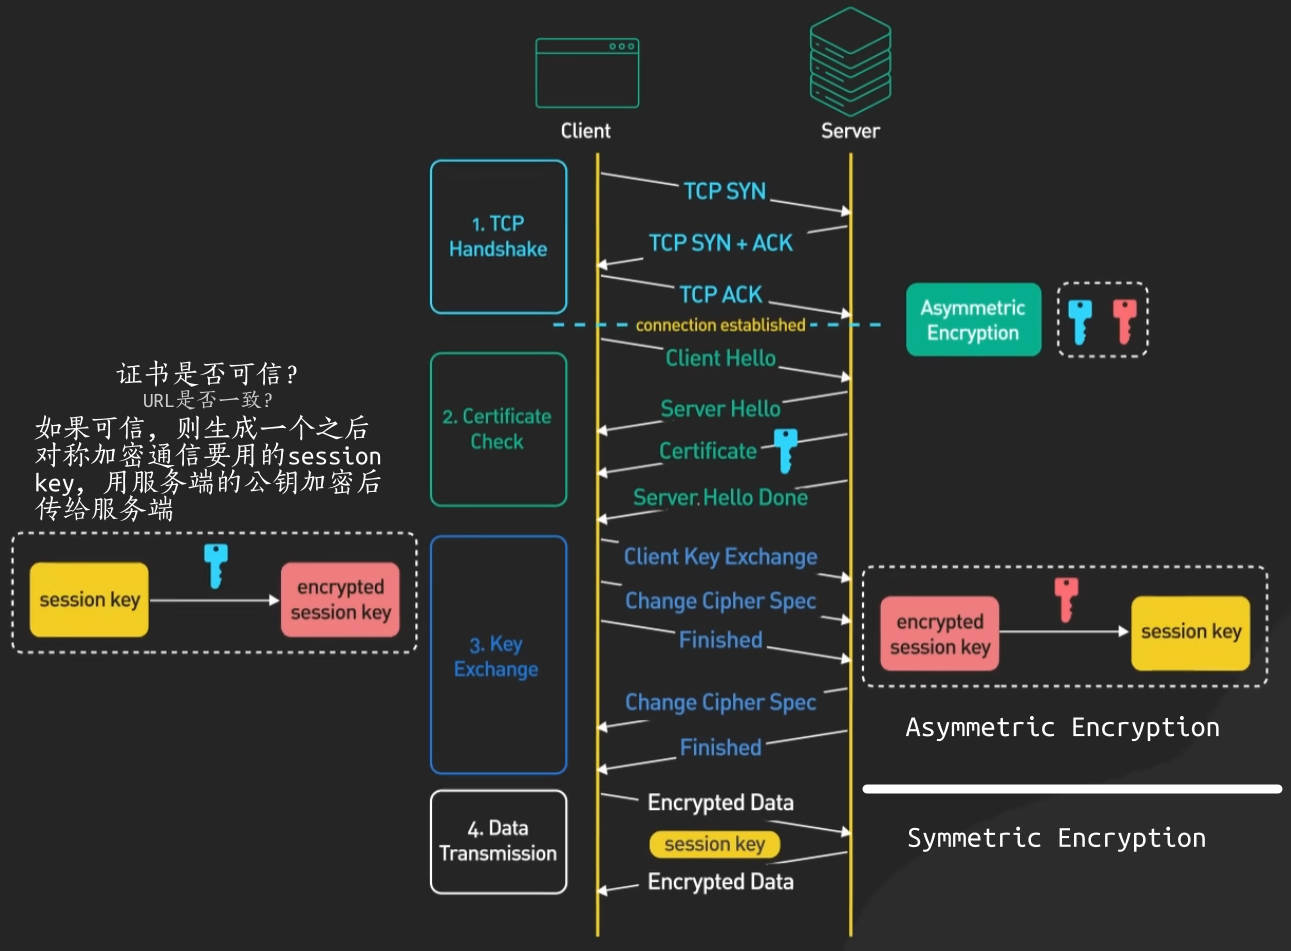 Client
Server
1. TCP
Handshake
TCP SYN
TCP SYN + ACK
TCP ACK
connection established
Asymmetric
Encryption
证书是否可信?
URL是否一致?
如果可信, 则生成一个之后
对称加密通信要用的session
key, 用服务端的公钥加密后
传给服务端
2. Certificate
Check
Client Hello
Server Hello
Certificate
Server Hello Done
session key
encrypted
session key
3. Key
Exchange
Client Key Exchange
Change Cipher Spec
Finished
Change Cipher Spec
Finished
encrypted
session key
session key
Asymmetric Encryption
4. Data
Transmission
Encrypted Data
session key
Encrypted Data
Symmetric Encryption